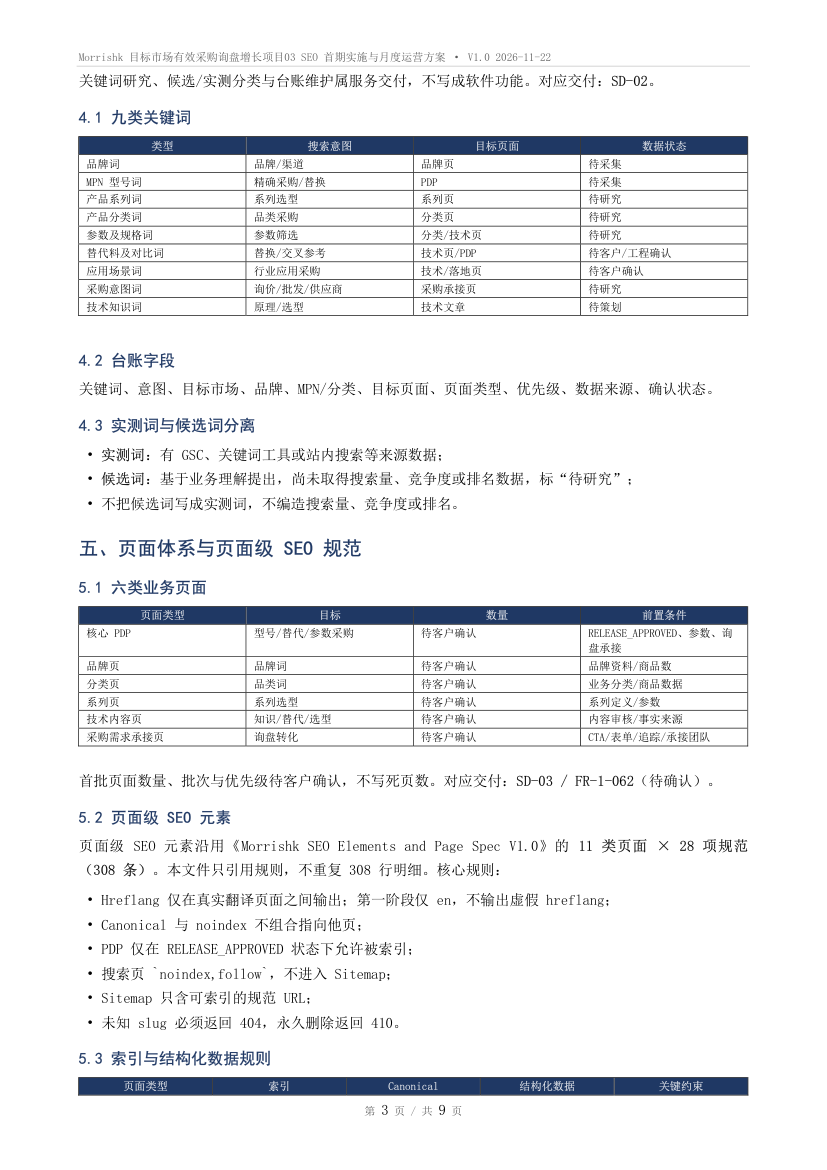 Morrishk 目标市场有效采购询盘增长项目03 SEO 首期实施与月度运营方案 • V1.0 2026-11-22
关键词研究、候选/实测分类与台账维护属服务交付，不写成软件功能。对应交付：SD-02。
4.1 九类关键词
类型 搜索意图 目标页面 数据状态
品牌词 品牌/渠道 品牌页 待采集
MPN 型号词 精确采购/替换 PDP 待采集
产品系列词 系列选型 系列页 待研究
产品分类词 品类采购 分类页 待研究
参数及规格词 参数筛选 分类/技术页 待研究
替代料及对比词 替换/交叉参考 技术页/PDP 待客户/工程确认
应用场景词 行业应用采购 技术/落地页 待客户确认
采购意图词 询价/批发/供应商 采购承接页 待研究
技术知识词 原理/选型 技术文章 待策划
4.2 台账字段
关键词、意图、目标市场、品牌、MPN/分类、目标页面、页面类型、优先级、数据来源、确认状态。
4.3 实测词与候选词分离
• 实测词：有 GSC、关键词工具或站内搜索等来源数据；
• 候选词：基于业务理解提出，尚未取得搜索量、竞争度或排名数据，标“待研究”；
• 不把候选词写成实测词，不编造搜索量、竞争度或排名。
五、页面体系与页面级 SEO 规范
5.1 六类业务页面
页面类型 目标 数量 前置条件
核心 PDP 型号/替代/参数采购 待客户确认 RELEASE_APPROVED、参数、询
盘承接
品牌页 品牌词 待客户确认 品牌资料/商品数
分类页 品类词 待客户确认 业务分类/商品数据
系列页 系列选型 待客户确认 系列定义/参数
技术内容页 知识/替代/选型 待客户确认 内容审核/事实来源
采购需求承接页 询盘转化 待客户确认 CTA/表单/追踪/承接团队
首批页面数量、批次与优先级待客户确认，不写死页数。对应交付：SD-03 / FR-1-062（待确认）。
5.2 页面级 SEO 元素
页面级 SEO 元素沿用《Morrishk SEO Elements and Page Spec V1.0》的 11 类页面 × 28 项规范
（308 条）。本文件只引用规则，不重复 308 行明细。核心规则：
• Hreflang 仅在真实翻译页面之间输出；第一阶段仅 en，不输出虚假 hreflang；
• Canonical 与 noindex 不组合指向他页；
• PDP 仅在 RELEASE_APPROVED 状态下允许被索引；
• 搜索页 `noindex,follow`，不进入 Sitemap；
• Sitemap 只含可索引的规范 URL；
• 未知 slug 必须返回 404，永久删除返回 410。
5.3 索引与结构化数据规则
页面类型 索引 Canonical 结构化数据 关键约束
第 3 页 / 共 9 页